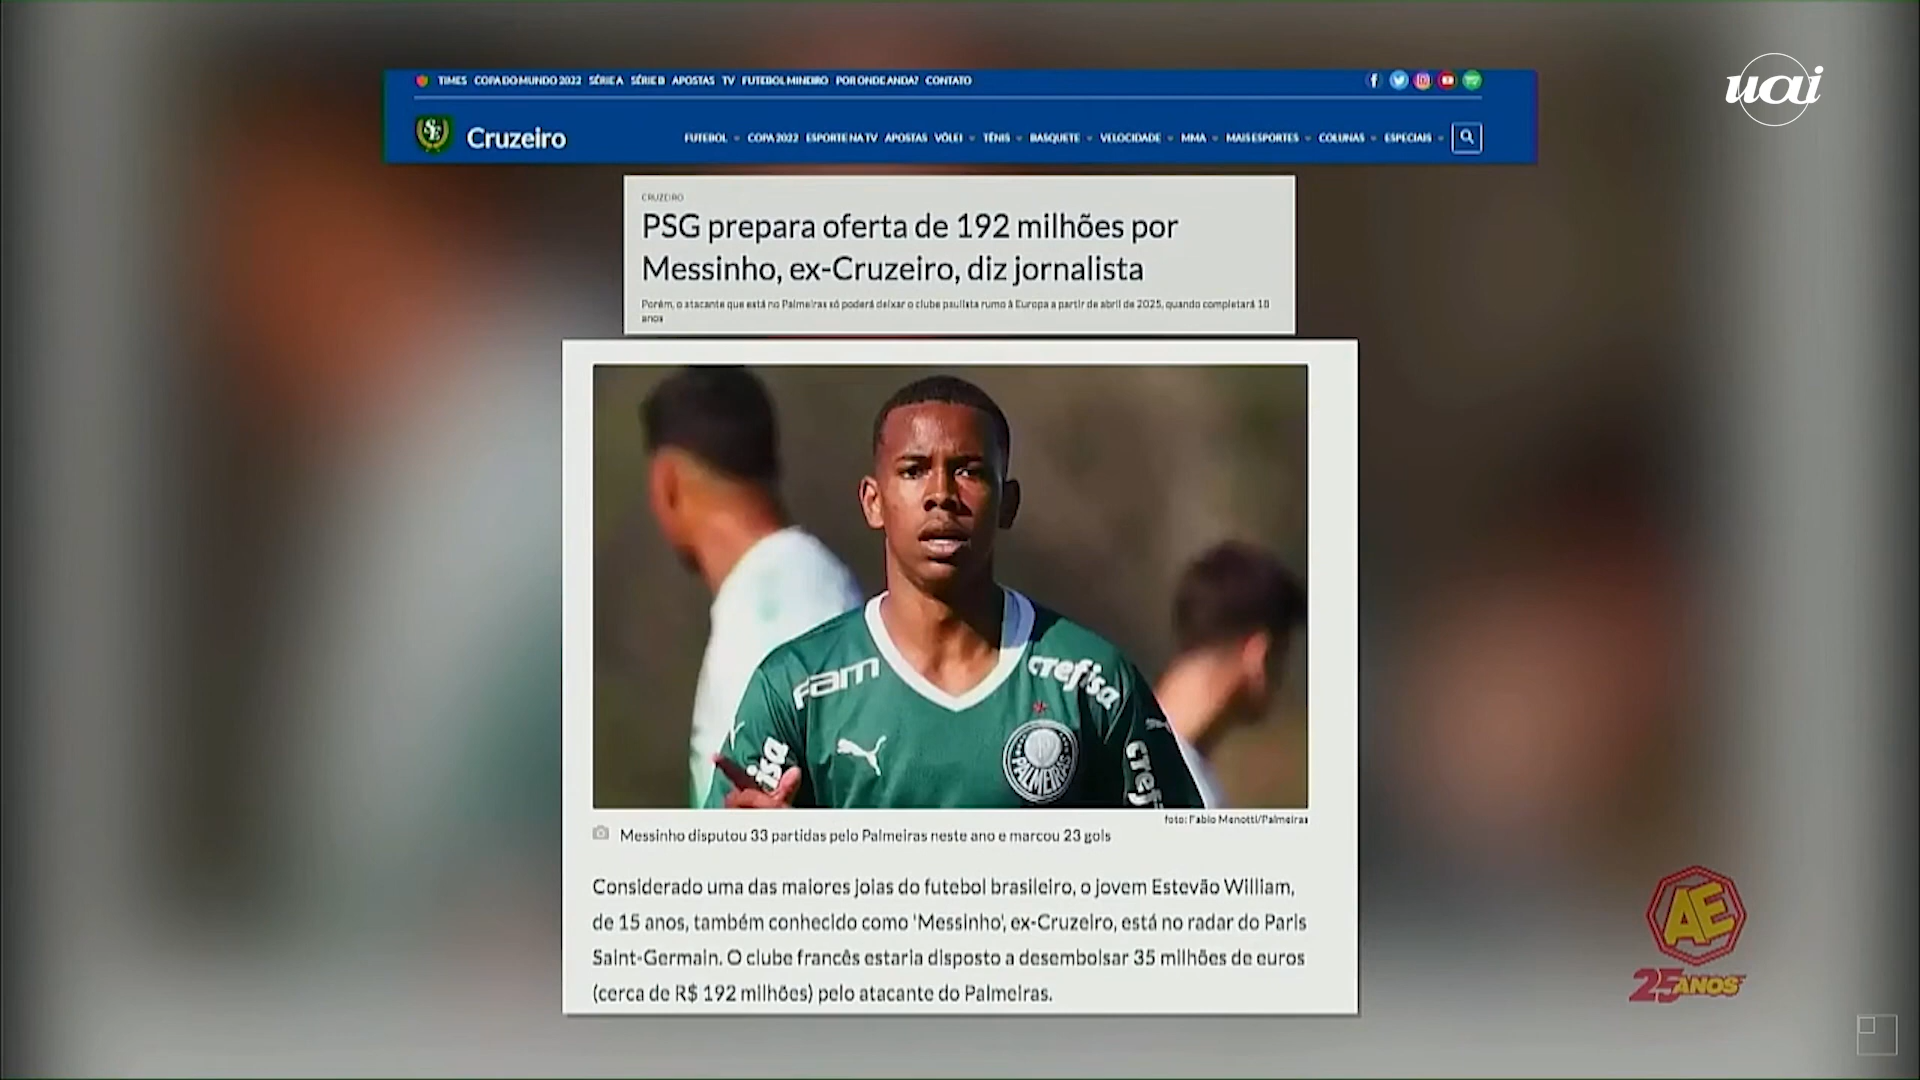 uai
TIMES COPA DO MUNDO 2022 SÉRIE A SÉRIE B APOSTAS TV FUTEBOL MINEIRO POR ONDE ANDA? CONTATO
SE Cruzeiro
FUTEBOL COPA 2022 ESPORTE NA TV APOSTAS VÔLEI TÊNIS BASQUETE VELOCIDADE MMA MAIS ESPORTES COLUNAS ESPECIAIS
CRUZEIRO
PSG prepara oferta de 192 milhões por
Messinho, ex-Cruzeiro, diz jornalista
Porém, o atacante que está no Palmeiras só poderá deixar o clube paulista rumo à Europa a partir de abril de 2025, quando completará 18
anos
Fam
crefisa
isa
PALMEIRAS
cref
foto: Fabio Menotti/Palmeiras
Messinho disputou 33 partidas pelo Palmeiras neste ano e marcou 23 gols
Considerado uma das maiores joias do futebol brasileiro, o jovem Estevão William,
de 15 anos, também conhecido como 'Messinho', ex-Cruzeiro, está no radar do Paris
Saint-Germain. O clube francês estaria disposto a desembolsar 35 milhões de euros
(cerca de R$ 192 milhões) pelo atacante do Palmeiras.
AE
25 ANOS